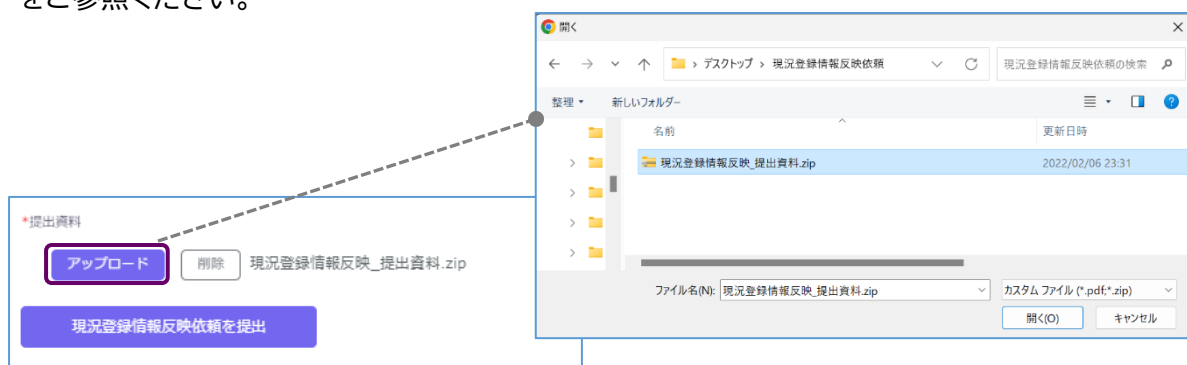 をご参照ください。
開く
デスクトップ > 現況登録情報反映依頼
現況登録情報反映依頼の検索
整理
新しいフォルダー
名前
更新日時
現況登録情報反映_提出資料.zip
2022/02/06 23:31
ファイル名(N):
現況登録情報反映_提出資料.zip
カスタム ファイル (*.pdf;*.zip)
開く(O)
キャンセル
*提出資料
アップロード
削除
現況登録情報反映_提出資料.zip
現況登録情報反映依頼を提出